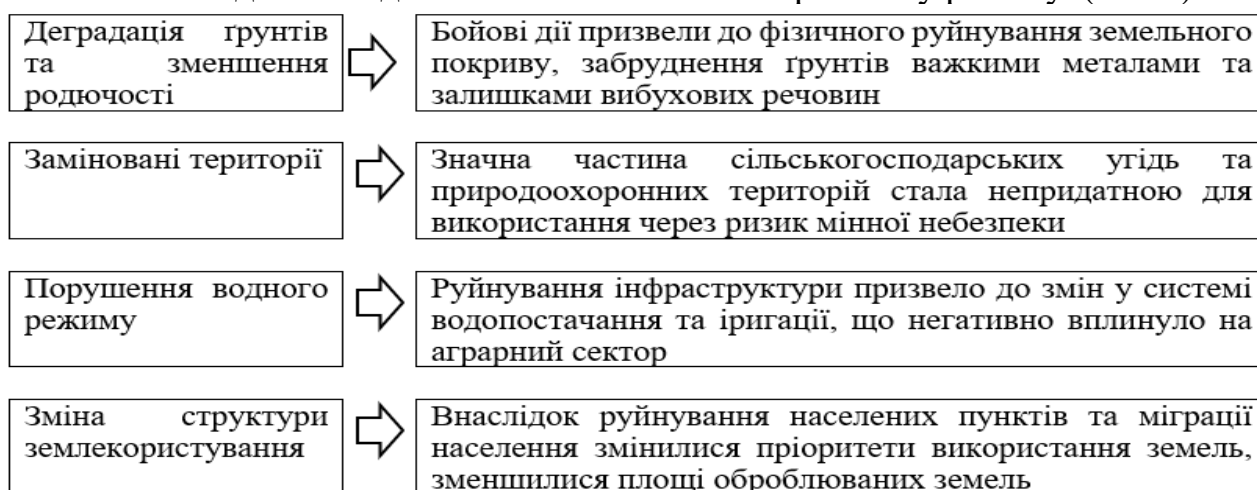 Деградація ґрунтів
та зменшення
родючості
Бойові дії призвели до фізичного руйнування земельного
покриву, забруднення ґрунтів важкими металами та
залишками вибухових речовин
Заміновані території
Значна частина сільськогосподарських угідь та
природоохоронних територій стала непридатною для
використання через ризик мінної небезпеки
Порушення водного
режиму
Руйнування інфраструктури призвело до змін у системі
водопостачання та іригації, що негативно вплинуло на
аграрний сектор
Зміна структури
землекористування
Внаслідок руйнування населених пунктів та міграції
населення змінилися пріоритети використання земель,
зменшилися площі оброблюваних земель